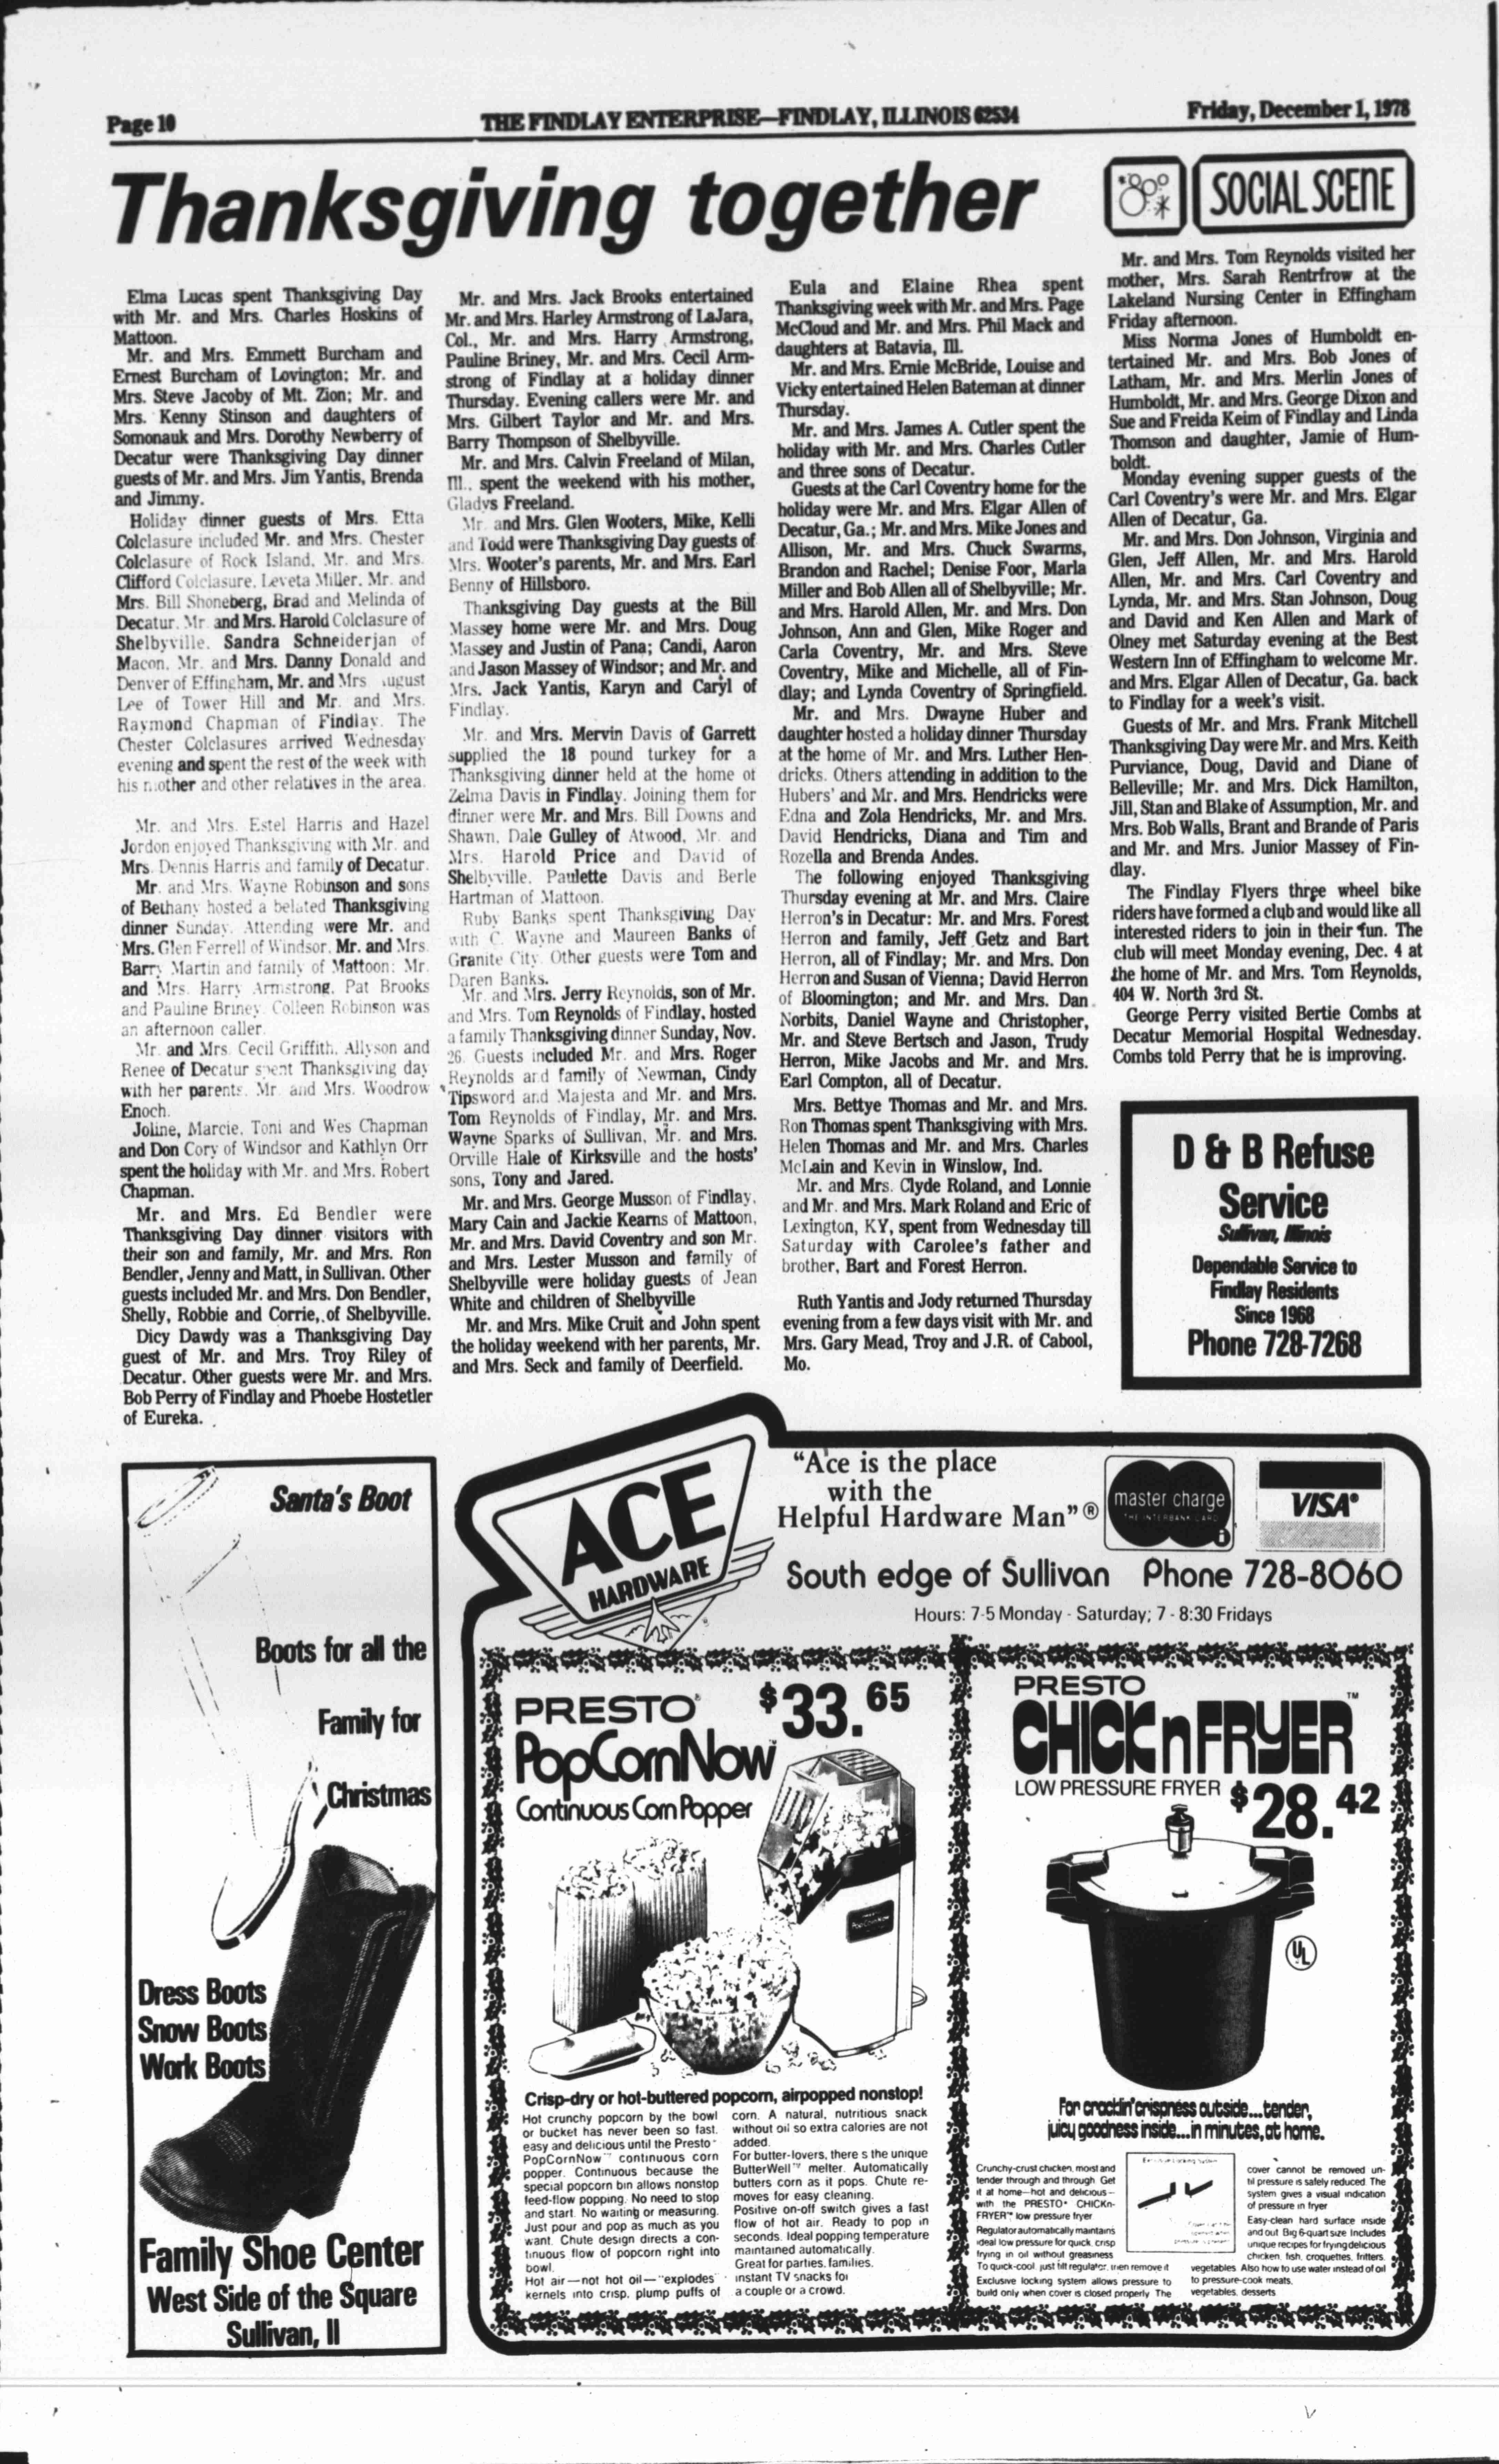 Page 10
THE FINDLAY ENTERPRISE—FINDLAY, ILLINOIS 62534
Friday, December 1, 1978
Thanksgiving together
Elma Lucas spent Thanksgiving Day
with Mr. and Mrs. Charles Hoskins of
Mattoon.
Mr. and Mrs. Emmett Burcham and
Ernest Burcham of Lovington; Mr. and
Mrs. Steve Jacoby of Mt. Zion; Mr. and
Mrs. Kenny Stinson and daughters of
Somonauk and Mrs. Dorothy Newberry of
Decatur were Thanksgiving Day dinner
guests of Mr. and Mrs. Jim Yantis, Brenda
and Jimmy.
Holiday dinner guests of Mrs. Etta
Colclasure included Mr. and Mrs. Chester
Colclasure of Rock Island, Mr. and Mrs.
Clifford Colclasure, Leveta Miller, Mr. and
Mrs. Bill Shoneberg, Brad and Melinda of
Decatur, Mr. and Mrs. Harold Colclasure of
Shelbyville, Sandra Schneiderjan of
Macon, Mr. and Mrs. Danny Donald and
Denver of Effingham, Mr. and Mrs. August
Lee of Tower Hill and Mr. and Mrs.
Raymond Chapman of Findlay. The
Chester Colclasures arrived Wednesday
evening and spent the rest of the week with
his mother and other relatives in the area.
Mr. and Mrs. Estel Harris and Hazel
Jordon enjoyed Thanksgiving with Mr. and
Mrs. Dennis Harris and family of Decatur.
Mr. and Mrs. Wayne Robinson and sons
of Bethany hosted a belated Thanksgiving
dinner Sunday. Attending were Mr. and
Mrs. Glen Ferrell of Windsor, Mr. and Mrs.
Barry Martin and family of Mattoon; Mr.
and Mrs. Harry Armstrong, Pat Brooks
and Pauline Briney. Colleen Robinson was
an afternoon caller.
Mr. and Mrs. Cecil Griffith, Allyson and
Renee of Decatur spent Thanksgiving day
with her parents, Mr. and Mrs. Woodrow
Enoch.
Joline, Marcie, Toni and Wes Chapman
and Don Cory of Windsor and Kathlyn Orr
spent the holiday with Mr. and Mrs. Robert
Chapman.
Mr. and Mrs. Ed Bendler were
Thanksgiving Day dinner visitors with
their son and family, Mr. and Mrs. Ron
Bendler, Jenny and Matt, in Sullivan. Other
guests included Mr. and Mrs. Don Bendler,
Shelly, Robbie and Corrie, of Shelbyville.
Dicy Dawdy was a Thanksgiving Day
guest of Mr. and Mrs. Troy Riley of
Decatur. Other guests were Mr. and Mrs.
Bob Perry of Findlay and Phoebe Hostetler
of Eureka.
Mr. and Mrs. Jack Brooks entertained
Mr. and Mrs. Harley Armstrong of LaJara,
Col., Mr. and Mrs. Harry Armstrong,
Pauline Briney, Mr. and Mrs. Cecil Arm-
strong of Findlay at a holiday dinner
Thursday. Evening callers were Mr. and
Mrs. Gilbert Taylor and Mr. and Mrs.
Barry Thompson of Shelbyville.
Mr. and Mrs. Calvin Freeland of Milan,
Ill., spent the weekend with his mother,
Gladys Freeland.
Mr. and Mrs. Glen Wooters, Mike, Kelli
and Todd were Thanksgiving Day guests of
Mrs. Wooter's parents, Mr. and Mrs. Earl
Benny of Hillsboro.
Thanksgiving Day guests at the Bill
Massey home were Mr. and Mrs. Doug
Massey and Justin of Pana; Candi, Aaron
and Jason Massey of Windsor; and Mr. and
Mrs. Jack Yantis, Karyn and Caryl of
Findlay.
Mr. and Mrs. Mervin Davis of Garrett
supplied the 18 pound turkey for a
Thanksgiving dinner held at the home of
Zelma Davis in Findlay. Joining them for
dinner were Mr. and Mrs. Bill Downs and
Shawn, Dale Gulley of Atwood, Mr. and
Mrs. Harold Price and David of
Shelbyville, Paulette Davis and Berle
Hartman of Mattoon.
Ruby Banks spent Thanksgiving Day
with C. Wayne and Maureen Banks of
Granite City. Other guests were Tom and
Daren Banks.
Mr. and Mrs. Jerry Reynolds, son of Mr.
and Mrs. Tom Reynolds of Findlay, hosted
a family Thanksgiving dinner Sunday, Nov.
26. Guests included Mr. and Mrs. Roger
Reynolds and family of Newman, Cindy
Tipsword and Majesta and Mr. and Mrs.
Tom Reynolds of Findlay, Mr. and Mrs.
Wayne Sparks of Sullivan, Mr. and Mrs.
Orville Hale of Kirksville and the hosts'
sons, Tony and Jared.
Mr. and Mrs. George Musson of Findlay,
Mary Cain and Jackie Kearns of Mattoon,
Mr. and Mrs. David Coventry and son Mr.
and Mrs. Lester Musson and family of
Shelbyville were holiday guests of Jean
White and children of Shelbyville
Mr. and Mrs. Mike Cruit and John spent
the holiday weekend with her parents, Mr.
and Mrs. Seck and family of Deerfield.
Eula and Elaine Rhea spent
Thanksgiving week with Mr. and Mrs. Page
McCloud and Mr. and Mrs. Phil Mack and
daughters at Batavia, Ill.
Mr. and Mrs. Ernie McBride, Louise and
Vicky entertained Helen Bateman at dinner
Thursday.
Mr. and Mrs. James A. Cutler spent the
holiday with Mr. and Mrs. Charles Cutler
and three sons of Decatur.
Guests at the Carl Coventry home for the
holiday were Mr. and Mrs. Elgar Allen of
Decatur, Ga.; Mr. and Mrs. Mike Jones and
Allison, Mr. and Mrs. Chuck Swarms,
Brandon and Rachel; Denise Foor, Marla
Miller and Bob Allen all of Shelbyville; Mr.
and Mrs. Harold Allen, Mr. and Mrs. Don
Johnson, Ann and Glen, Mike Roger and
Carla Coventry, Mr. and Mrs. Steve
Coventry, Mike and Michelle, all of Fin-
dlay; and Lynda Coventry of Springfield.
Mr. and Mrs. Dwayne Huber and
daughter hosted a holiday dinner Thursday
at the home of Mr. and Mrs. Luther Hen-
dricks. Others attending in addition to the
Hubers' and Mr. and Mrs. Hendricks were
Edna and Zola Hendricks, Mr. and Mrs.
David Hendricks, Diana and Tim and
Rozella and Brenda Andes.
The following enjoyed Thanksgiving
Thursday evening at Mr. and Mrs. Claire
Herron's in Decatur: Mr. and Mrs. Forest
Herron and family, Jeff Getz and Bart
Herron, all of Findlay; Mr. and Mrs. Don
Herron and Susan of Vienna; David Herron
of Bloomington; and Mr. and Mrs. Dan
Norbits, Daniel Wayne and Christopher,
Mr. and Steve Bertsch and Jason, Trudy
Herron, Mike Jacobs and Mr. and Mrs.
Earl Compton, all of Decatur.
Mrs. Bettye Thomas and Mr. and Mrs.
Ron Thomas spent Thanksgiving with Mrs.
Helen Thomas and Mr. and Mrs. Charles
McLain and Kevin in Winslow, Ind.
Mr. and Mrs. Clyde Roland, and Lonnie
and Mr. and Mrs. Mark Roland and Eric of
Lexington, KY, spent from Wednesday till
Saturday with Carolee's father and
brother, Bart and Forest Herron.
Ruth Yantis and Jody returned Thursday
evening from a few days visit with Mr. and
Mrs. Gary Mead, Troy and J.R. of Cabool,
Mo.
SOCIAL SCENE
Mr. and Mrs. Tom Reynolds visited her
mother, Mrs. Sarah Rentrfrow at the
Lakeland Nursing Center in Effingham
Friday afternoon.
Miss Norma Jones of Humboldt en-
tertained Mr. and Mrs. Bob Jones of
Latham, Mr. and Mrs. Merlin Jones of
Humboldt, Mr. and Mrs. George Dixon and
Sue and Freida Keim of Findlay and Linda
Thomson and daughter, Jamie of Hum-
boldt.
Monday evening supper guests of the
Carl Coventry's were Mr. and Mrs. Elgar
Allen of Decatur, Ga.
Mr. and Mrs. Don Johnson, Virginia and
Glen, Jeff Allen, Mr. and Mrs. Harold
Allen, Mr. and Mrs. Carl Coventry and
Lynda, Mr. and Mrs. Stan Johnson, Doug
and David and Ken Allen and Mark of
Olney met Saturday evening at the Best
Western Inn of Effingham to welcome Mr.
and Mrs. Elgar Allen of Decatur, Ga. back
to Findlay for a week's visit.
Guests of Mr. and Mrs. Frank Mitchell
Thanksgiving Day were Mr. and Mrs. Keith
Purviance, Doug, David and Diane of
Belleville; Mr. and Mrs. Dick Hamilton,
Jill, Stan and Blake of Assumption, Mr. and
Mrs. Bob Walls, Brant and Brande of Paris
and Mr. and Mrs. Junior Massey of Fin-
dlay.
The Findlay Flyers three wheel bike
riders have formed a club and would like all
interested riders to join in their fun. The
club will meet Monday evening, Dec. 4 at
the home of Mr. and Mrs. Tom Reynolds,
404 W. North 3rd St.
George Perry visited Bertie Combs at
Decatur Memorial Hospital Wednesday.
Combs told Perry that he is improving.
D & B Refuse
Service
Sullivan, Illinois
Dependable Service to
Findlay Residents
Since 1968
Phone 728-7268
Santa's Boot
Boots for all the
Family for
Christmas
Dress Boots
Snow Boots
Work Boots
Family Shoe Center
West Side of the Square
Sullivan, Il
ACE
HARDWARE
"Ace is the place
with the
Helpful Hardware Man"®
master charge
THE INTERBANK CARD
VISA®
South edge of Sullivan Phone 728-8060
Hours: 7-5 Monday - Saturday; 7 - 8:30 Fridays
PRESTO® $33.65
PopCornNow™
Continuous Corn Popper
Crisp-dry or hot-buttered popcorn, airpopped nonstop!
Hot crunchy popcorn by the bowl
or bucket has never been so fast,
easy and delicious until the Presto®
PopCornNow™ continuous corn
popper. Continuous because the
special popcorn bin allows nonstop
feed-flow popping. No need to stop
and start. No waiting or measuring.
Just pour and pop as much as you
want. Chute design directs a con-
tinuous flow of popcorn right into
bowl.
Hot air—not hot oil—"explodes"
kernels into crisp, plump puffs of
corn. A natural, nutritious snack
without oil so extra calories are not
added.
For butter-lovers, there s the unique
ButterWell™ melter. Automatically
butters corn as it pops. Chute re-
moves for easy cleaning.
Positive on-off switch gives a fast
flow of hot air. Ready to pop in
seconds. Ideal popping temperature
maintained automatically.
Great for parties, families,
instant TV snacks for
a couple or a crowd.
PRESTO
CHICKnFRYER™
LOW PRESSURE FRYER $28.42
UL
For cracklin' crispness outside...tender,
juicy goodness inside...in minutes, at home.
Crunchy-crust chicken, moist and
tender through and through Get
it at home—hot and delicious—
with the PRESTO® CHICKn-
FRYER™ low pressure fryer
Regulator automatically maintains
ideal low pressure for quick, crisp
frying in oil without greasiness
To quick-cool, just tilt regulator, then remove it
Exclusive locking system allows pressure to
build only when cover is closed properly The
cover cannot be removed un-
til pressure is safely reduced The
system gives a visual indication
of pressure in fryer
Easy-clean hard surface inside
and out Big 6-quart size Includes
unique recipes for frying delicious
chicken, fish, croquettes, fritters,
vegetables Also how to use water instead of oil
to pressure-cook meats,
vegetables, desserts